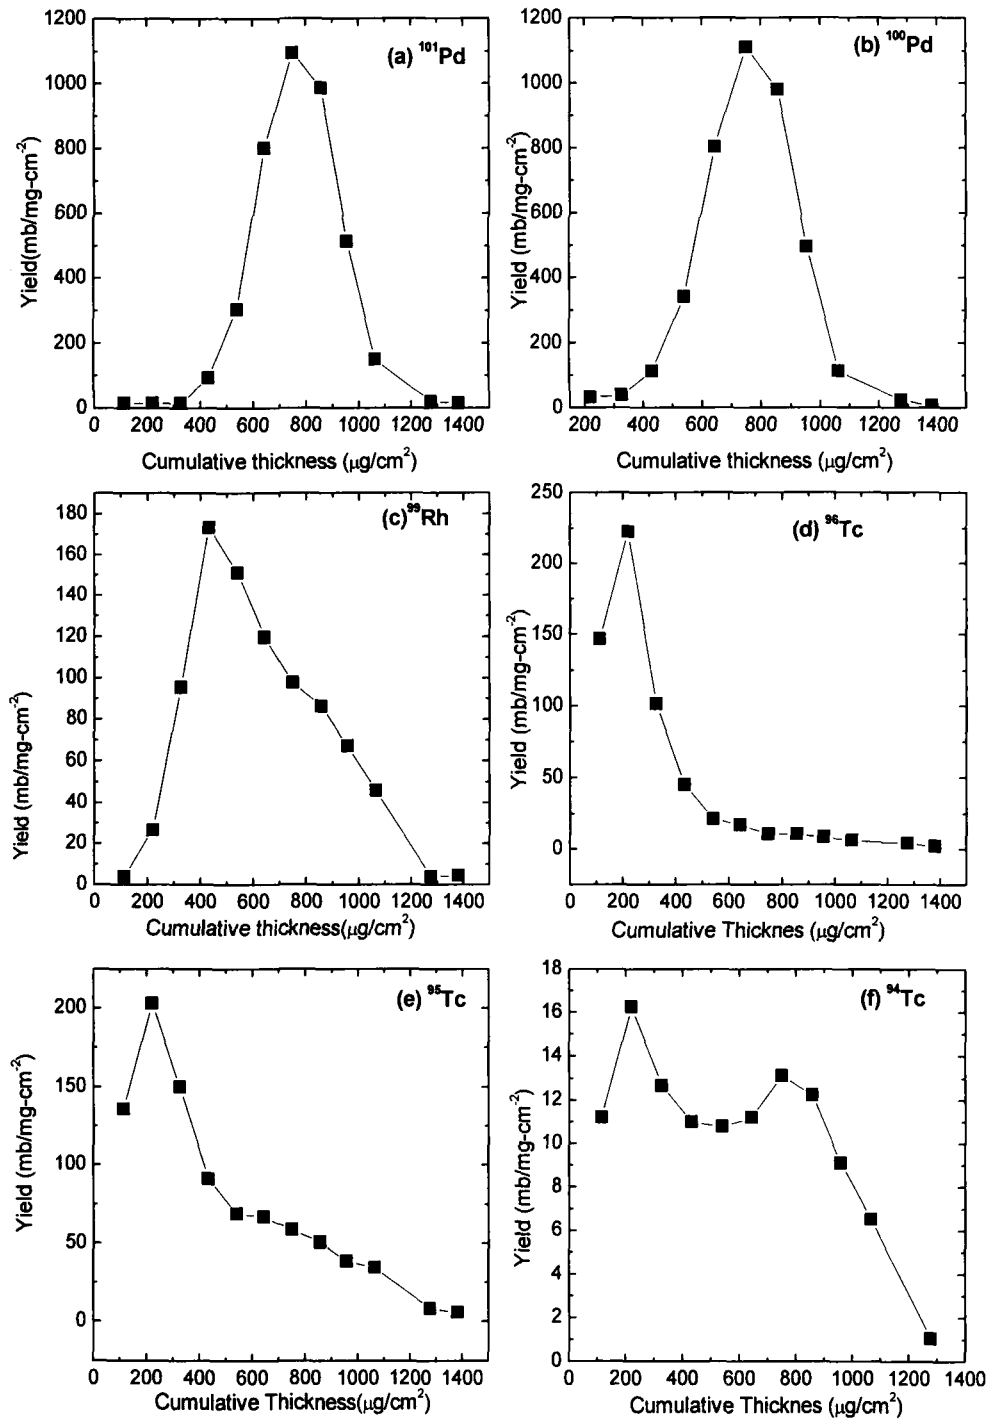 (a) ¹⁰¹Pd
1200
1000
800
600
400
200
0
Yield(mb/mg-cm⁻²)
0 200 400 600 800 1000 1200 1400
Cumulative thickness (μg/cm²)
(b) ¹⁰⁰Pd
1200
1000
800
600
400
200
0
Yield (mb/mg-cm⁻²)
200 400 600 800 1000 1200 1400
Cumulative thickness (μg/cm²)
(c)⁹⁹Rh
180
160
140
120
100
80
60
40
20
0
Yield (mb/mg-cm⁻²)
0 200 400 600 800 1000 1200 1400
Cumulative thickness(μg/cm²)
(d) ⁹⁶Tc
250
200
150
100
50
0
Yield (mb/mg-cm⁻²)
0 200 400 600 800 1000 1200 1400
Cumulative Thicknes (μg/cm²)
(e) ⁹⁵Tc
200
150
100
50
0
Yield (mb/mg-cm⁻²)
0 200 400 600 800 1000 1200 1400
Cumulative Thickness(μg/cm²)
(f) ⁹⁴Tc
18
16
14
12
10
8
6
4
2
0
Yield (mb/mg-cm⁻²)
0 200 400 600 800 1000 1200 1400
Cumulative Thicknes (μg/cm²)